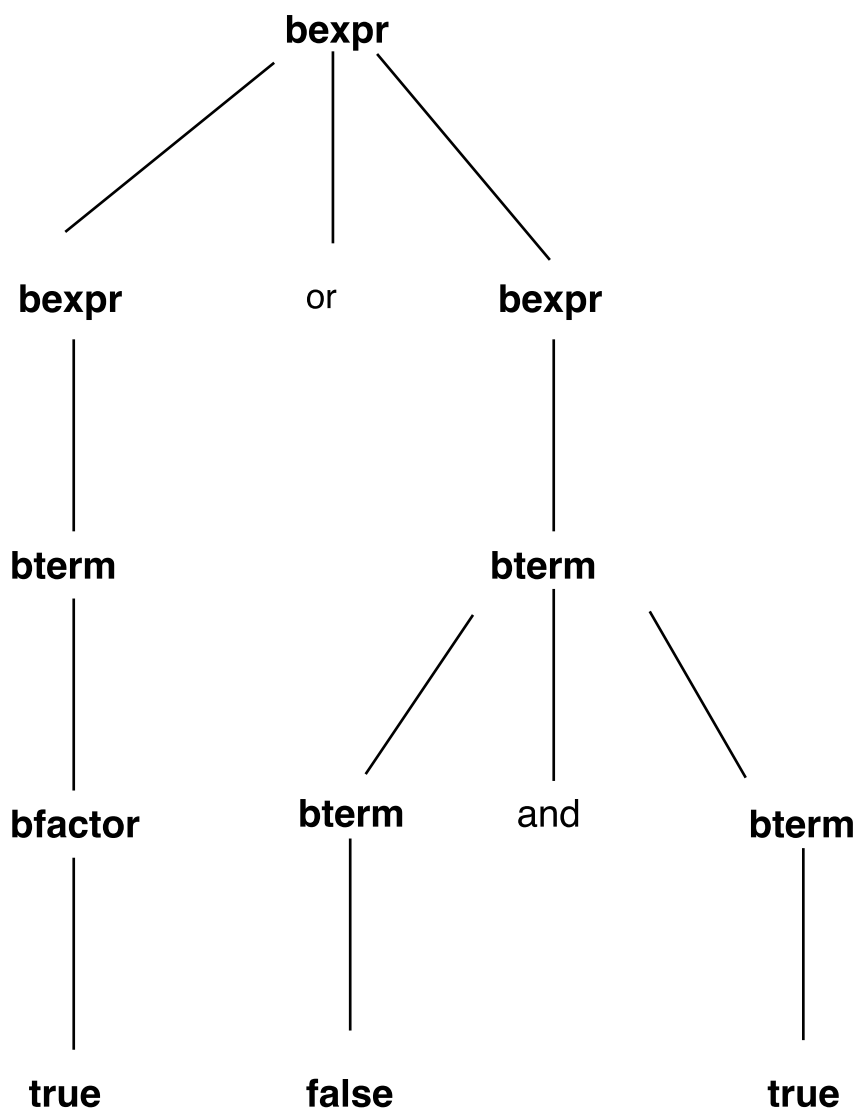 bexpr
bexpr or bexpr
bterm bterm
bfactor bterm and bterm
true false true